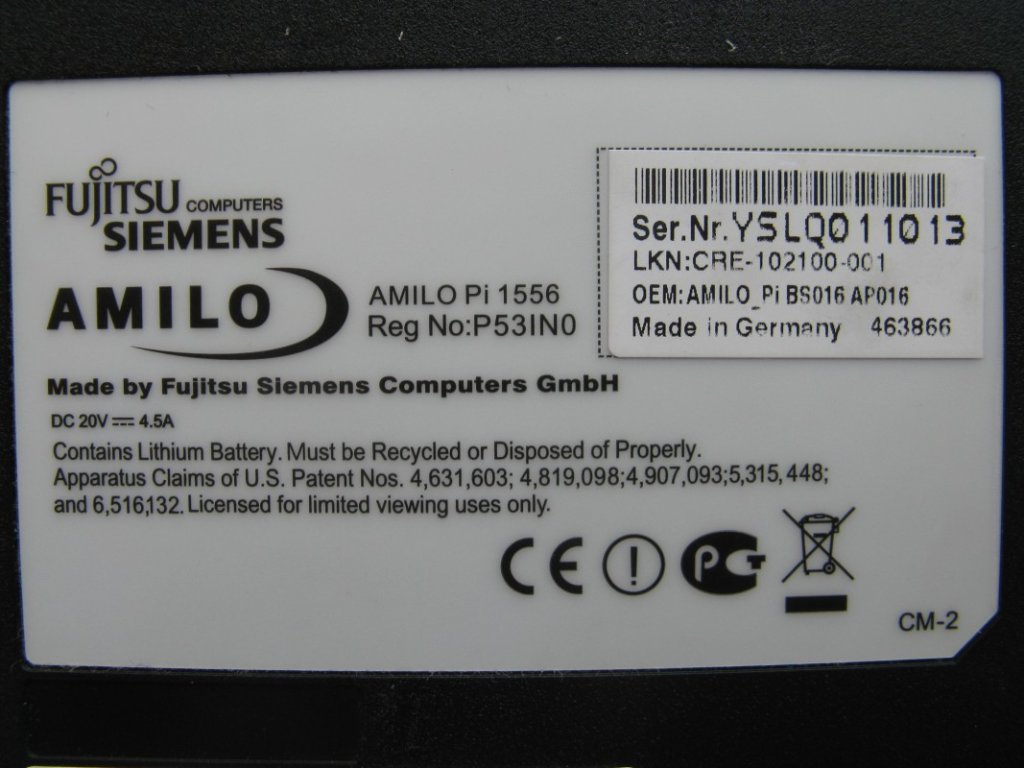 FUJITSU COMPUTERS
SIEMENS
AMILO
AMILO Pi 1556
Reg No:P53IN0
Ser.Nr.YSLQ011013
LKN:CRE-102100-001
OEM:AMILO_Pi BS016 AP016
Made in Germany 463866
Made by Fujitsu Siemens Computers GmbH
DC 20V ⎓ 4.5A
Contains Lithium Battery. Must be Recycled or Disposed of Properly.
Apparatus Claims of U.S. Patent Nos. 4,631,603; 4,819,098;4,907,093;5,315,448;
and 6,516,132. Licensed for limited viewing uses only.
CE
CM-2